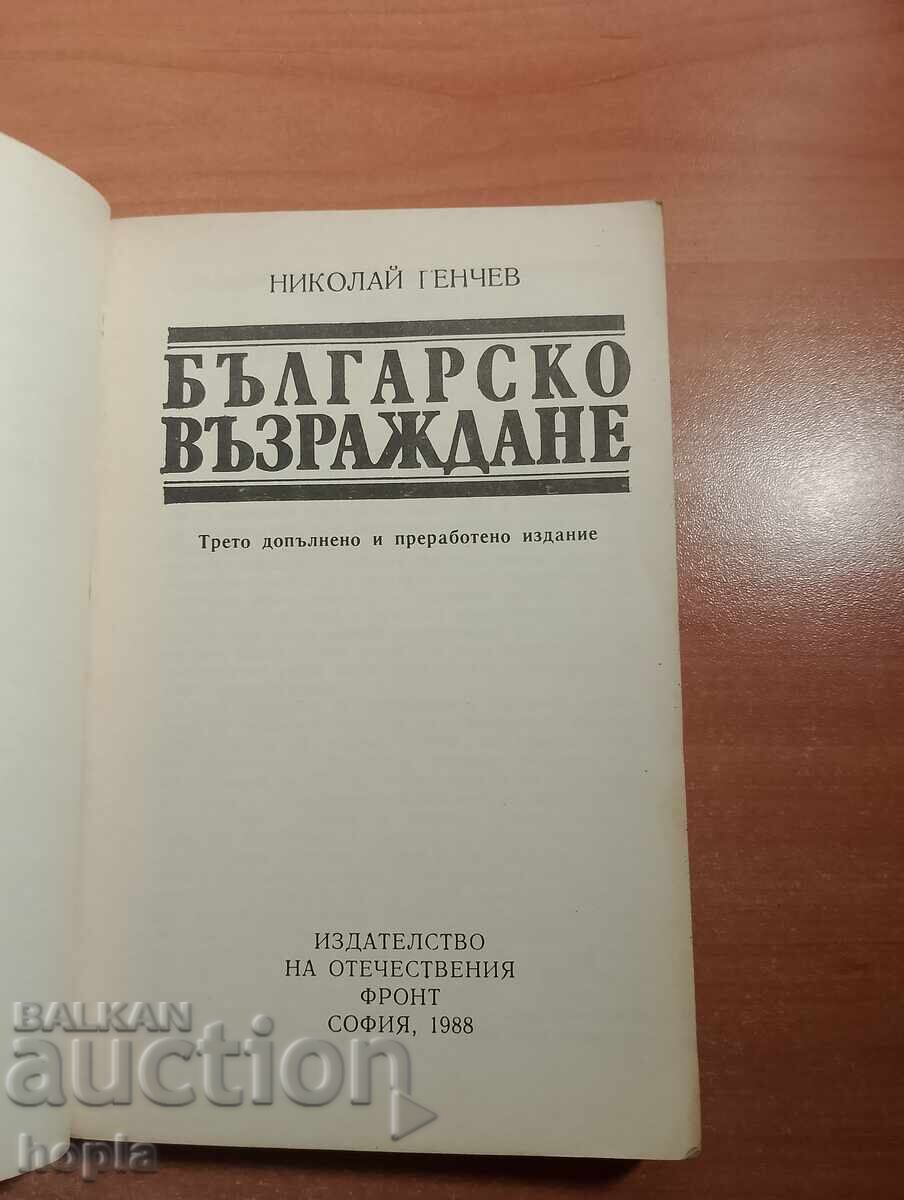 НИКОЛАЙ ГЕНЧЕВ
БЪЛГАРСКО
ВЪЗРАЖДАНЕ
Трето допълнено и преработено издание
ИЗДАТЕЛСТВО
НА ОТЕЧЕСТВЕНИЯ
ФРОНТ
СОФИЯ, 1988
BALKAN
auction
hopla